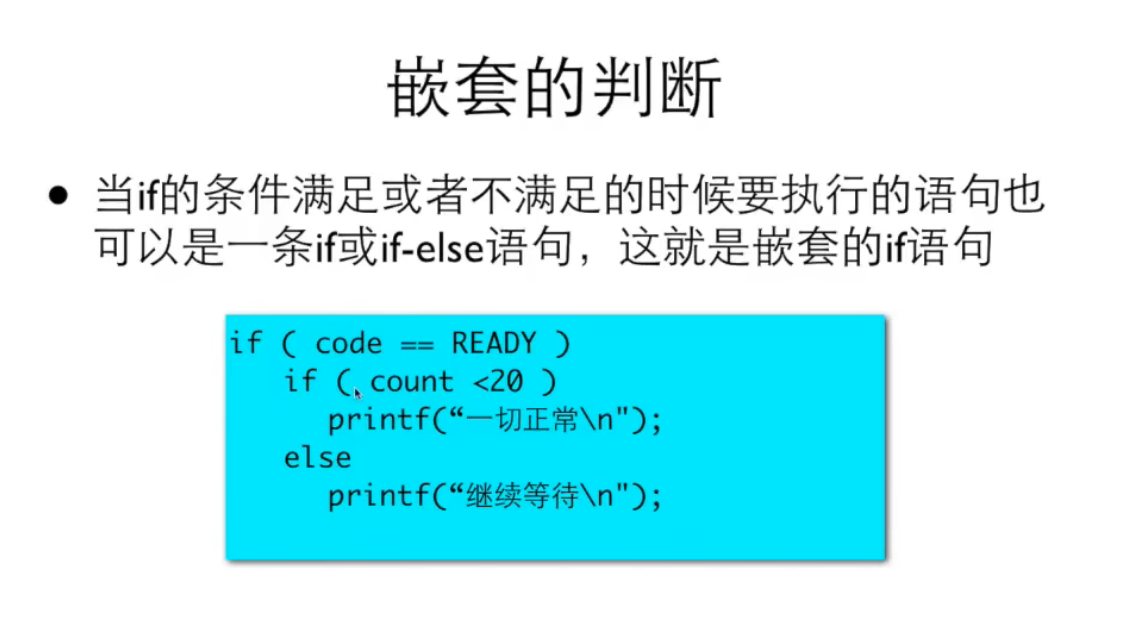 嵌套的判断
• 当if的条件满足或者不满足的时候要执行的语句也
可以是一条if或if-else语句，这就是嵌套的if语句
if ( code == READY )
if ( count <20 )
printf(“一切正常\n");
else
printf(“继续等待\n");